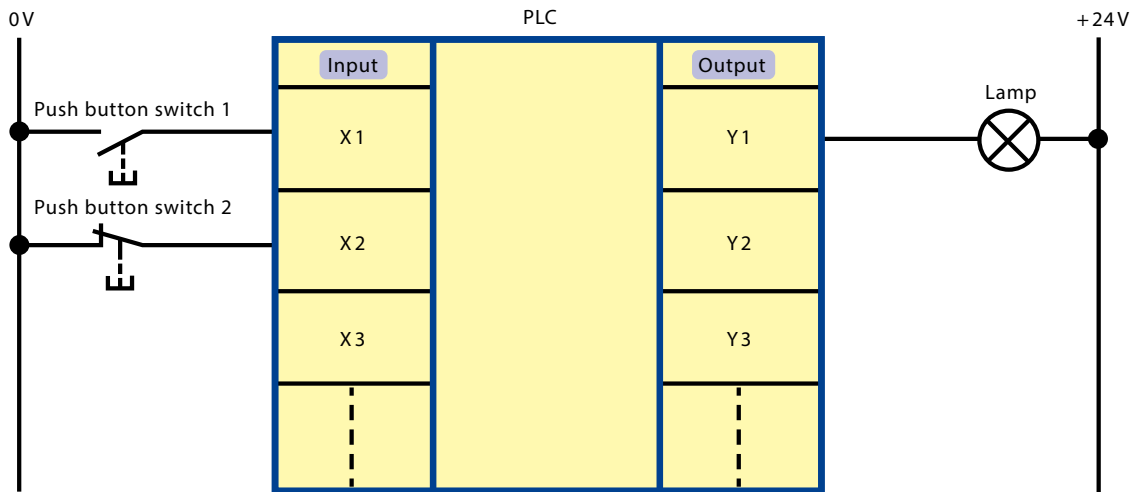 0V
PLC
+24V
Input
Output
Lamp
Push button switch 1
X1
Y1
Push button switch 2
X2
Y2
X3
Y3